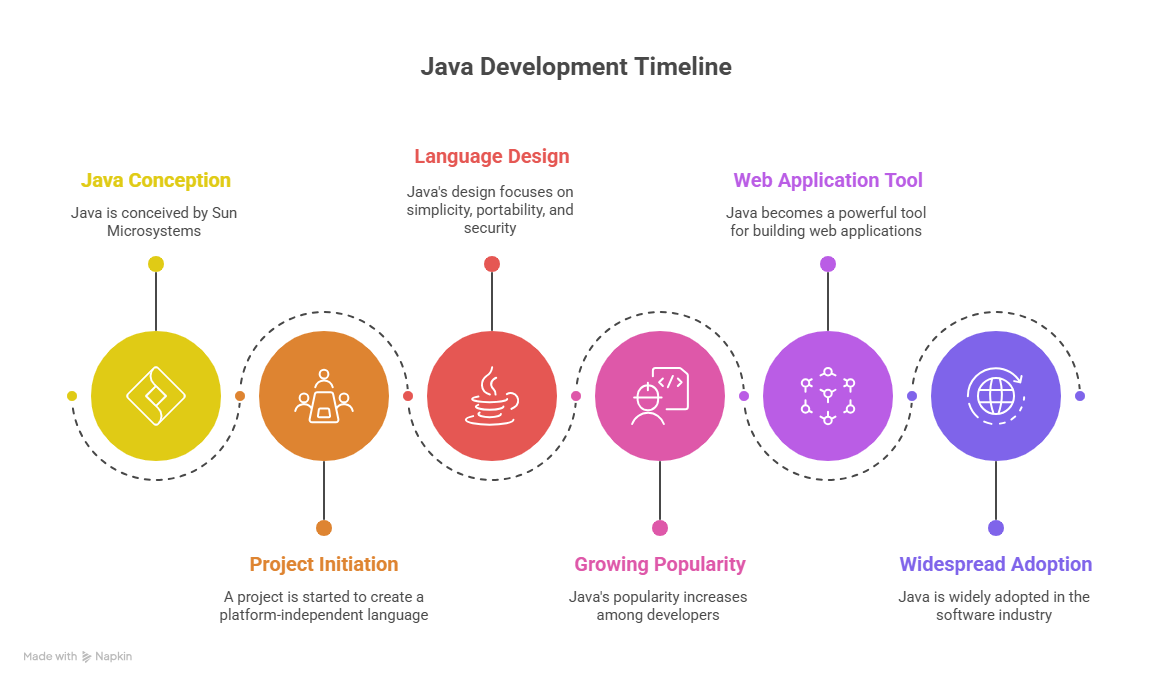 Java Development Timeline
Java Conception
Java is conceived by Sun
Microsystems
Project Initiation
A project is started to create a
platform-independent language
Language Design
Java's design focuses on
simplicity, portability, and
security
Growing Popularity
Java's popularity increases
among developers
Web Application Tool
Java becomes a powerful tool
for building web applications
Widespread Adoption
Java is widely adopted in the
software industry
Made with Napkin